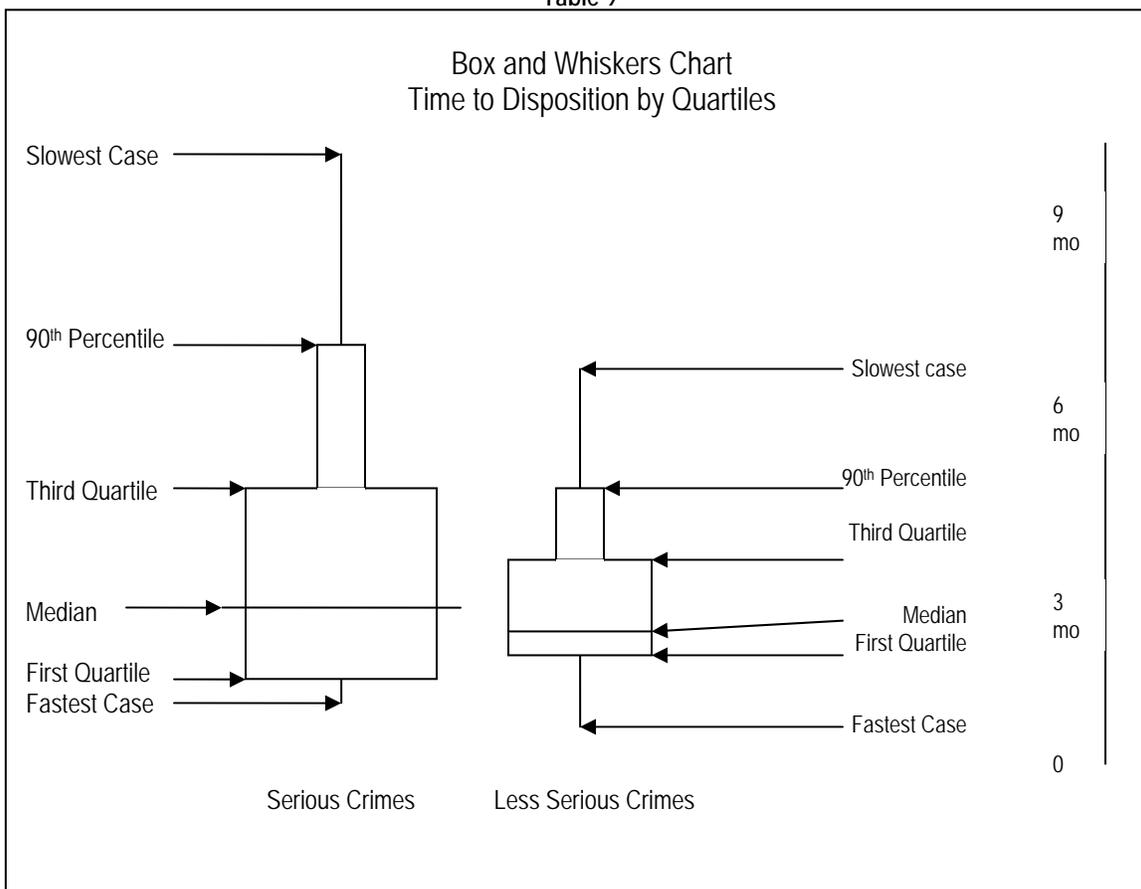 Box and Whiskers Chart
Time to Disposition by Quartiles
Slowest Case
90th Percentile
Third Quartile
Median
First Quartile
Fastest Case
Slowest case
90th Percentile
Third Quartile
Median
First Quartile
Fastest Case
9
mo
6
mo
3
mo
0
Serious Crimes
Less Serious Crimes